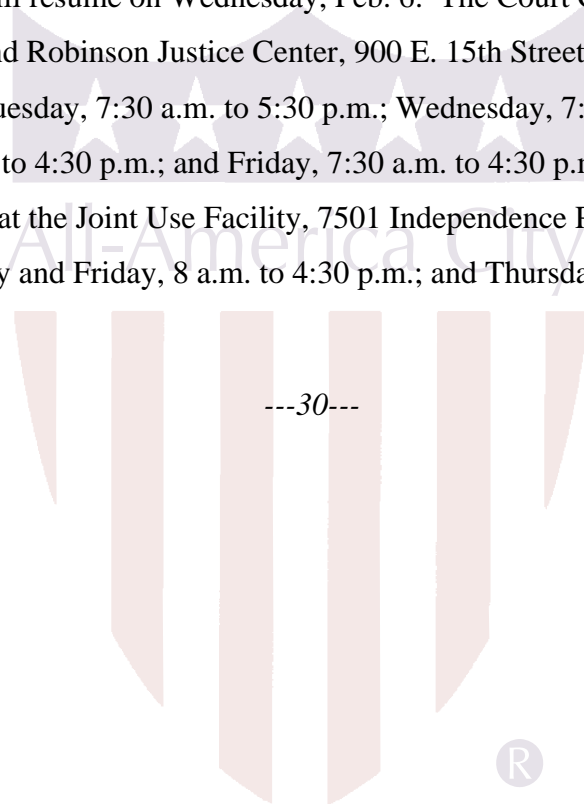 resume on Wednesday, Feb. 6. The Court
nd Robinson Justice Center, 900 E. 15th Street
uesday, 7:30 a.m. to 5:30 p.m.; Wednesday, 7:
to 4:30 p.m.; and Friday, 7:30 a.m. to 4:30 p.m
at the Joint Use Facility, 7501 Independence
All-America City
y and Friday, 8 a.m. to 4:30 p.m.; and Thursda
---30---
R